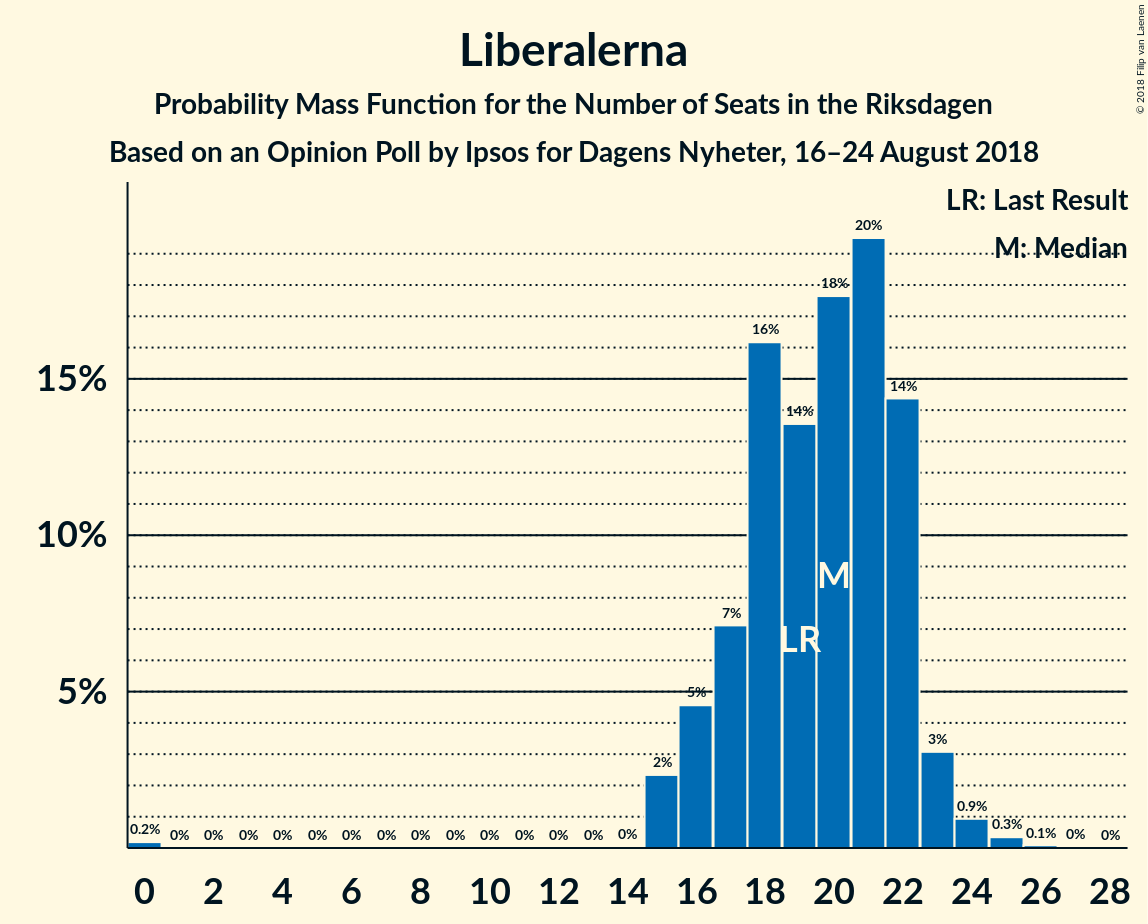 © 2018 Filip van Laenen
Liberalerna
Probability Mass Function for the Number of Seats in the Riksdagen
Based on an Opinion Poll by Ipsos for Dagens Nyheter, 16–24 August 2018
LR: Last Result
M: Median
15%
10%
5%
0.2% 0% 0% 0% 0% 0% 0% 0% 0% 0% 0% 0% 0% 0% 0% 2% 5% 7% 16% 14% 18% 20% 14% 3% 0.9% 0.3% 0.1% 0% 0%
M
LR
0 2 4 6 8 10 12 14 16 18 20 22 24 26 28